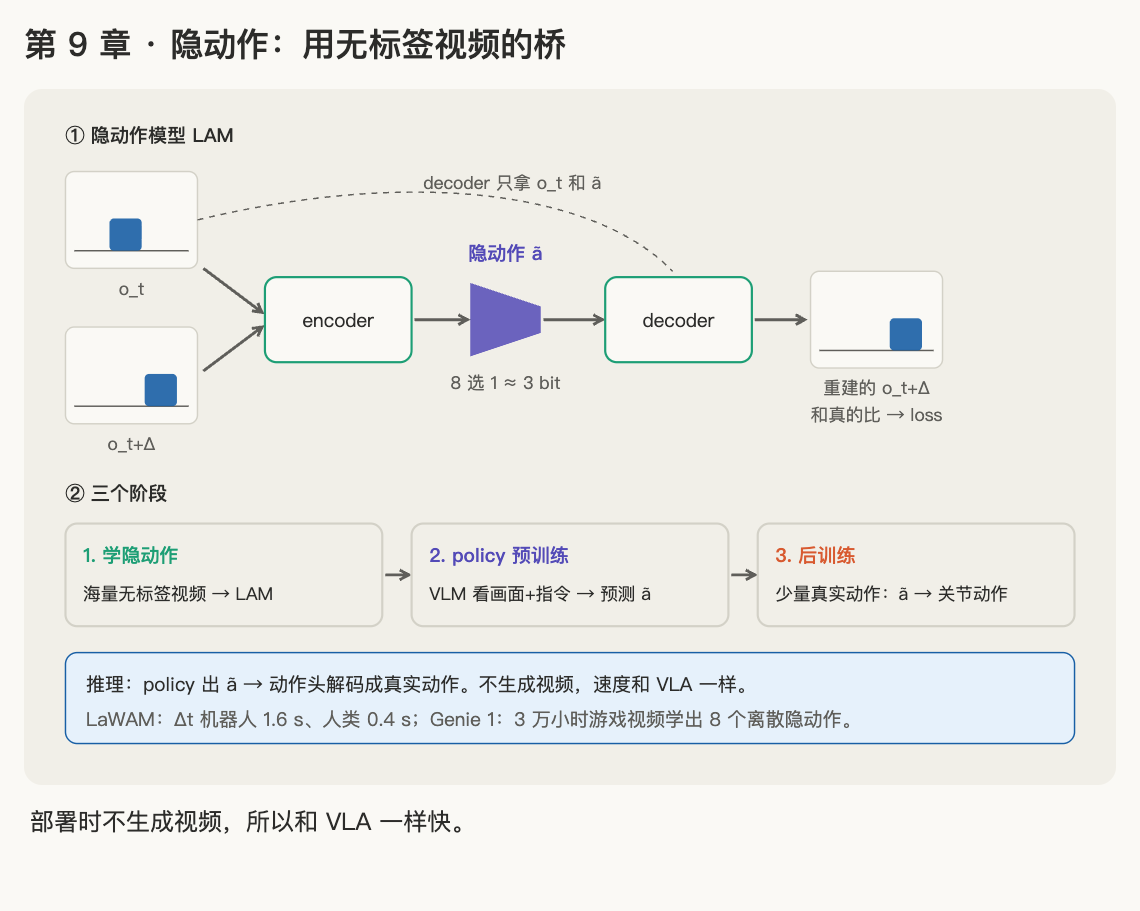 第 9 章 · 隐动作：用无标签视频的桥
① 隐动作模型 LAM
decoder 只拿 o_t 和 ã
隐动作 ã
o_t
encoder
decoder
8 选 1 ≈ 3 bit
重建的 o_t+Δ
和真的比 → loss
o_t+Δ
② 三个阶段
1. 学隐动作
海量无标签视频 → LAM
2. policy 预训练
VLM 看画面+指令 → 预测 ã
3. 后训练
少量真实动作：ã → 关节动作
推理：policy 出 ã → 动作头解码成真实动作。不生成视频，速度和 VLA 一样。
LaWAM：Δt 机器人 1.6 s、人类 0.4 s；Genie 1：3 万小时游戏视频学出 8 个离散隐动作。
部署时不生成视频，所以和 VLA 一样快。